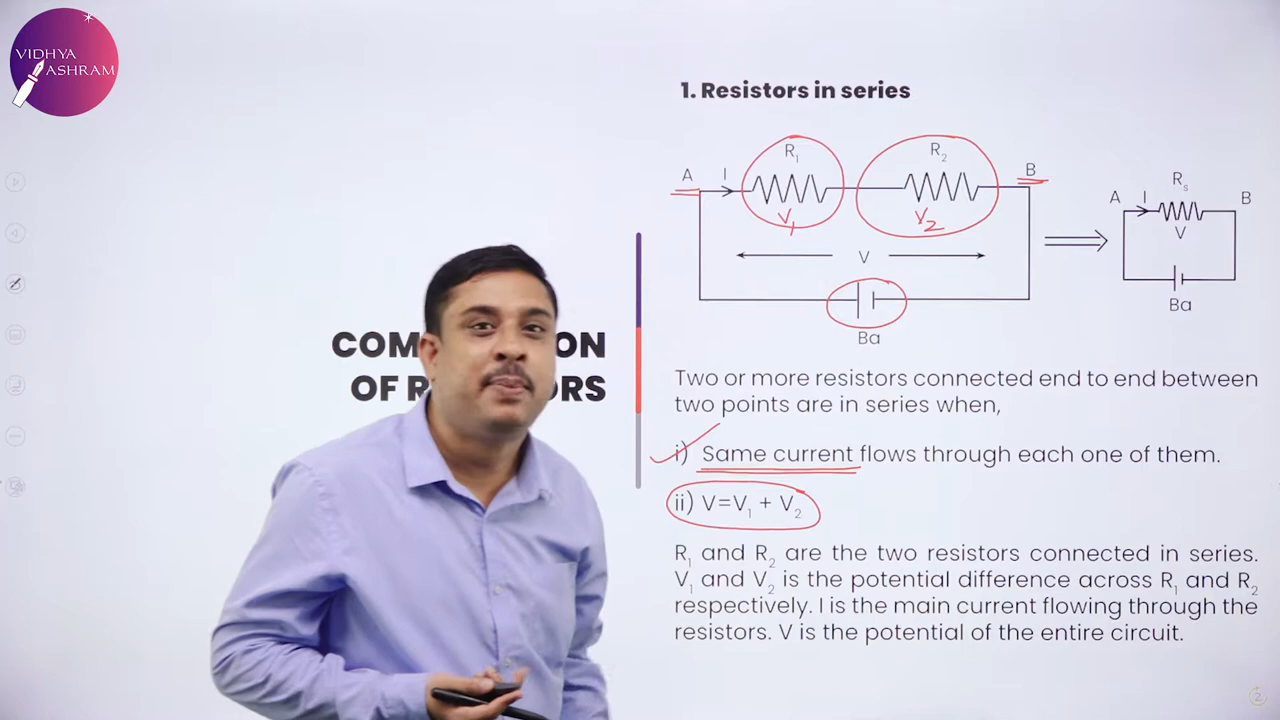 VIDHYA
ASHRAM
1. Resistors in series
R₁
R₂
A
I
B
V₁
V₂
V
Ba
Rₛ
A
I
B
V
Ba
COM ON
OF R ORS
Two or more resistors connected end to end between
two points are in series when,
i) Same current flows through each one of them.
ii) V=V₁ + V₂
R₁ and R₂ are the two resistors connected in series.
V₁ and V₂ is the potential difference across R₁ and R₂
respectively. I is the main current flowing through the
resistors. V is the potential of the entire circuit.
2